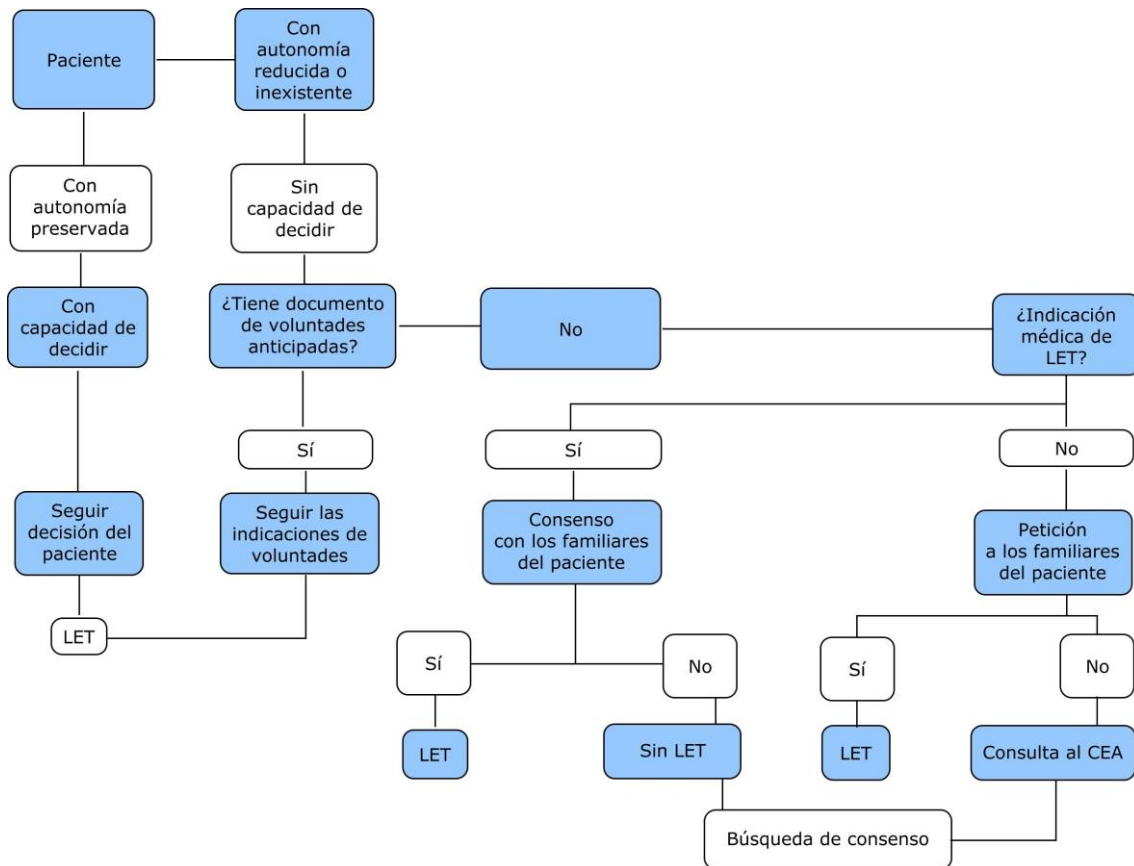 Paciente
Con
autonomía
reducida o
inexistente
Con
autonomía
preservada
Sin
capacidad de
decidir
Con
capacidad de
decidir
¿Tiene documento
de voluntades
anticipadas?
No
¿Indicación
médica de
LET?
Sí
Sí
No
Seguir
decisión del
paciente
Seguir las
indicaciones de
voluntades
Consenso
con los familiares
del paciente
Petición
a los familiares
del paciente
LET
Sí
No
Sí
No
LET
Sin LET
LET
Consulta al CEA
Búsqueda de consenso